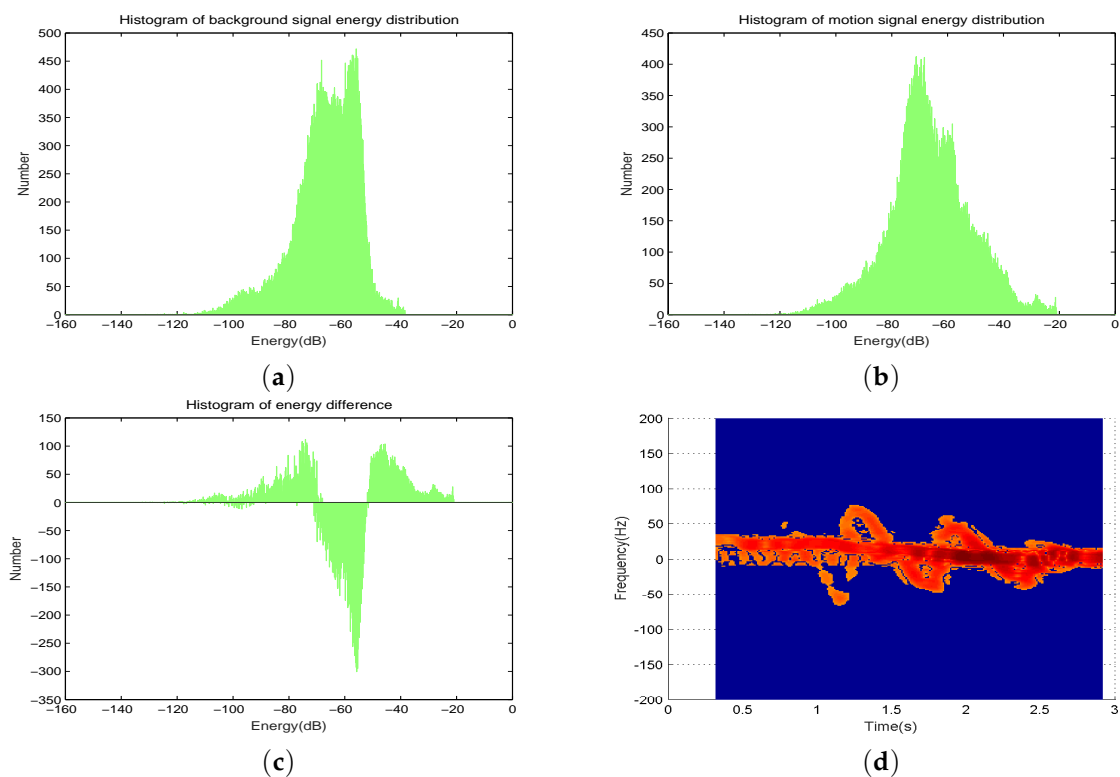 Histogram of background signal energy distribution
500
450
400
350
300
250
200
150
100
50
0
Number
−160 −140 −120 −100 −80 −60 −40 −20 0
Energy(dB)
(a)
Histogram of motion signal energy distribution
450
400
350
300
250
200
150
100
50
0
Number
−160 −140 −120 −100 −80 −60 −40 −20 0
Energy(dB)
(b)
Histogram of energy difference
150
100
50
0
−50
−100
−150
−200
−250
−300
−350
Number
−160 −140 −120 −100 −80 −60 −40 −20 0
Energy(dB)
(c)
200
150
100
50
0
-50
-100
-150
-200
Frequency(Hz)
0 0.5 1 1.5 2 2.5 3
Time(s)
(d)